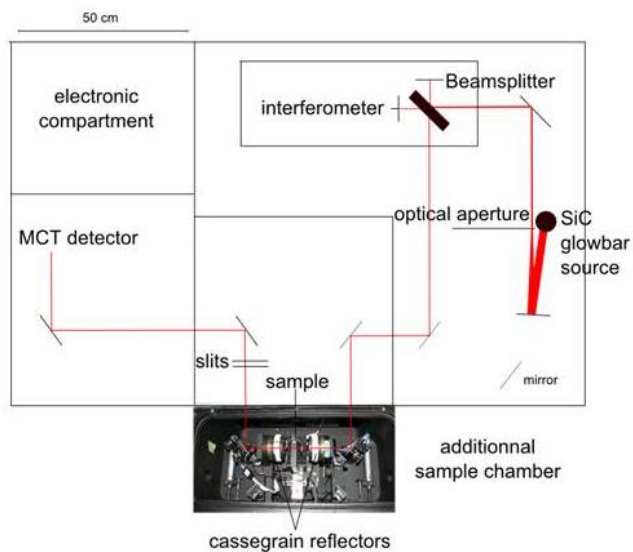 50 cm
electronic
compartment
Beamsplitter
interferometer
optical aperture
SiC
glowbar
source
MCT detector
slits
sample
mirror
additionnal
sample chamber
cassegrain reflectors